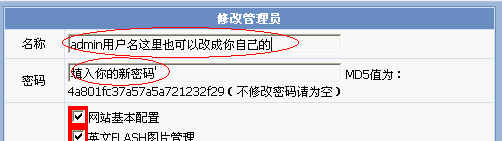 修改管理员
名称 admin用户名这里也可以改成你自己的
密码 填入你的新密码' MD5值为：
4a801fc37a57a5a721232f29（不修改密码请为空）
网站基本配置
英文FLASH图片管理